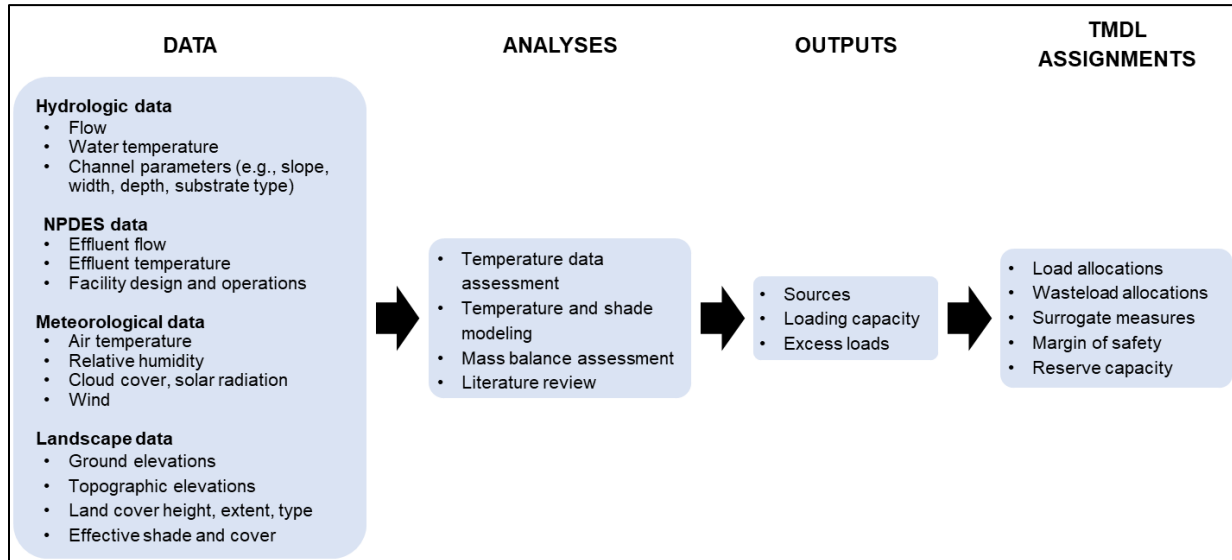 DATA
Hydrologic data
• Flow
• Water temperature
• Channel parameters (e.g., slope,
width, depth, substrate type)
NPDES data
• Effluent flow
• Effluent temperature
• Facility design and operations
Meteorological data
• Air temperature
• Relative humidity
• Cloud cover, solar radiation
• Wind
Landscape data
• Ground elevations
• Topographic elevations
• Land cover height, extent, type
• Effective shade and cover
ANALYSES
• Temperature data
assessment
• Temperature and shade
modeling
• Mass balance assessment
• Literature review
OUTPUTS
• Sources
• Loading capacity
• Excess loads
TMDL
ASSIGNMENTS
• Load allocations
• Wasteload allocations
• Surrogate measures
• Margin of safety
• Reserve capacity